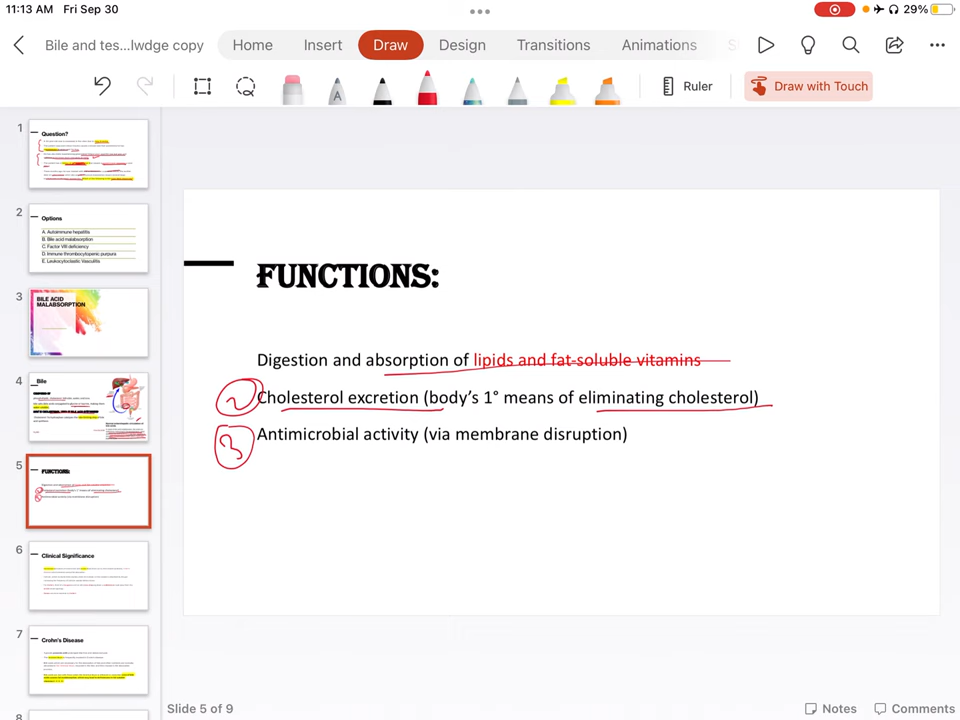 11:13 AM Fri Sep 30
29%
Bile and tes...lwdge copy
Home
Insert
Draw
Design
Transitions
Animations
A
Ruler
Draw with Touch
1
Question?
2
Options
A. Autoimmune hepatitis
B. Bile acid malabsorption
C. Factor VIII deficiency
D. Immune thrombocytopenic purpura
E. Leukocytoclastic Vasculitis
3
BILE ACID
MALABSORPTION
4
Bile
5
FUNCTIONS:
6
Clinical Significance
7
Crohn's Disease
8
FUNCTIONS:
Digestion and absorption of lipids and fat-soluble vitamins
2 Cholesterol excretion (body's 1° means of eliminating cholesterol)
3 Antimicrobial activity (via membrane disruption)
Slide 5 of 9
Notes
Comments